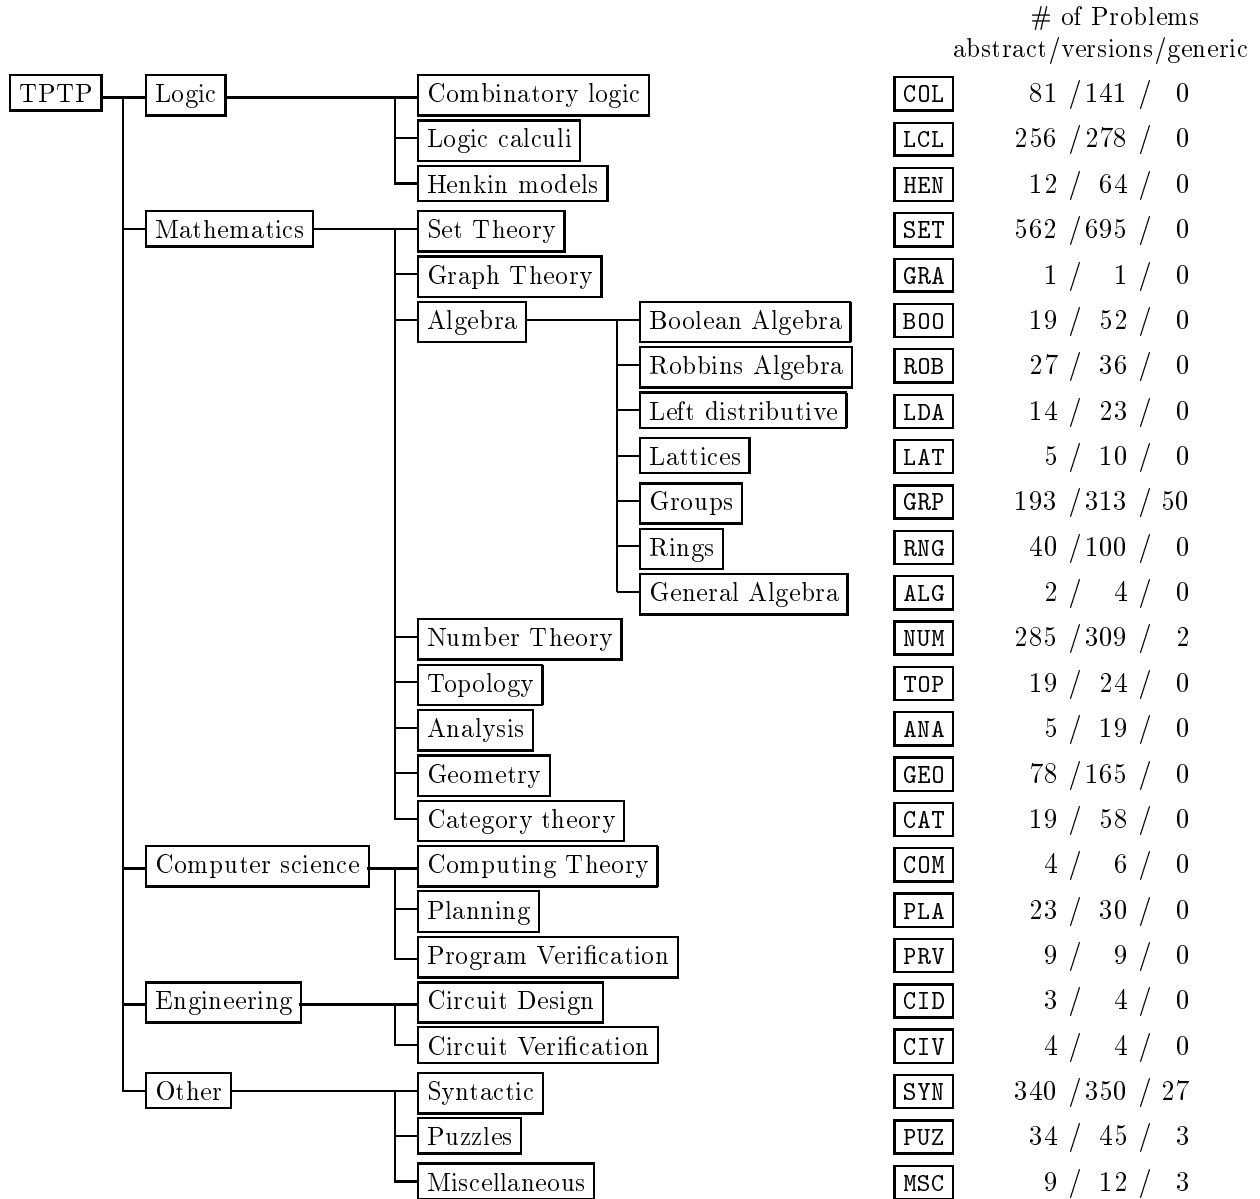 # of Problems
abstract/versions/generic
TPTP Logic Combinatory logic COL 81 /141 / 0
Logic calculi LCL 256 /278 / 0
Henkin models HEN 12 / 64 / 0
Mathematics Set Theory SET 562 /695 / 0
Graph Theory GRA 1 / 1 / 0
Algebra Boolean Algebra BOO 19 / 52 / 0
Robbins Algebra ROB 27 / 36 / 0
Left distributive LDA 14 / 23 / 0
Lattices LAT 5 / 10 / 0
Groups GRP 193 /313 / 50
Rings RNG 40 /100 / 0
General Algebra ALG 2 / 4 / 0
Number Theory NUM 285 /309 / 2
Topology TOP 19 / 24 / 0
Analysis ANA 5 / 19 / 0
Geometry GEO 78 /165 / 0
Category theory CAT 19 / 58 / 0
Computer science Computing Theory COM 4 / 6 / 0
Planning PLA 23 / 30 / 0
Program Verification PRV 9 / 9 / 0
Engineering Circuit Design CID 3 / 4 / 0
Circuit Verification CIV 4 / 4 / 0
Other Syntactic SYN 340 /350 / 27
Puzzles PUZ 34 / 45 / 3
Miscellaneous MSC 9 / 12 / 3